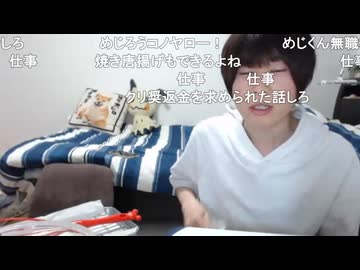 しろ めじろうコノヤロー！ めじくん無職
仕事 焼き唐揚げもできるよね 仕事
仕事 仕事
クリ奨返金を求められた話しろ